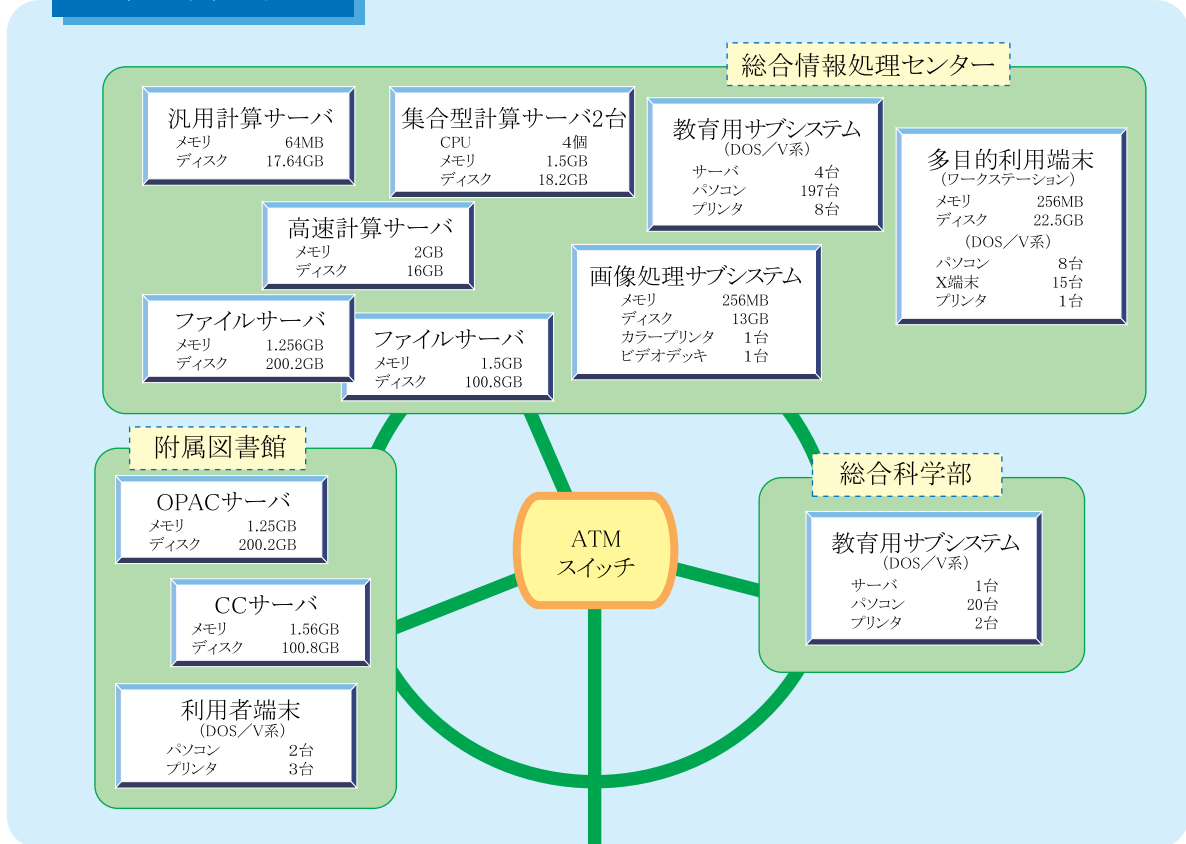 総合情報処理センター
汎用計算サーバ
メモリ 64MB
ディスク 17.64GB
集合型計算サーバ2台
CPU 4個
メモリ 1.5GB
ディスク 18.2GB
教育用サブシステム
(DOS/V系)
サーバ 4台
パソコン 197台
プリンタ 8台
多目的利用端末
(ワークステーション)
メモリ 256MB
ディスク 22.5GB
(DOS/V系)
パソコン 8台
X端末 15台
プリンタ 1台
高速計算サーバ
メモリ 2GB
ディスク 16GB
画像処理サブシステム
メモリ 256MB
ディスク 13GB
カラープリンタ 1台
ビデオデッキ 1台
ファイルサーバ
メモリ 1.256GB
ディスク 200.2GB
ファイルサーバ
メモリ 1.5GB
ディスク 100.8GB
附属図書館
OPACサーバ
メモリ 1.25GB
ディスク 200.2GB
CCサーバ
メモリ 1.56GB
ディスク 100.8GB
利用者端末
(DOS/V系)
パソコン 2台
プリンタ 3台
ATM
スイッチ
総合科学部
教育用サブシステム
(DOS/V系)
サーバ 1台
パソコン 20台
プリンタ 2台